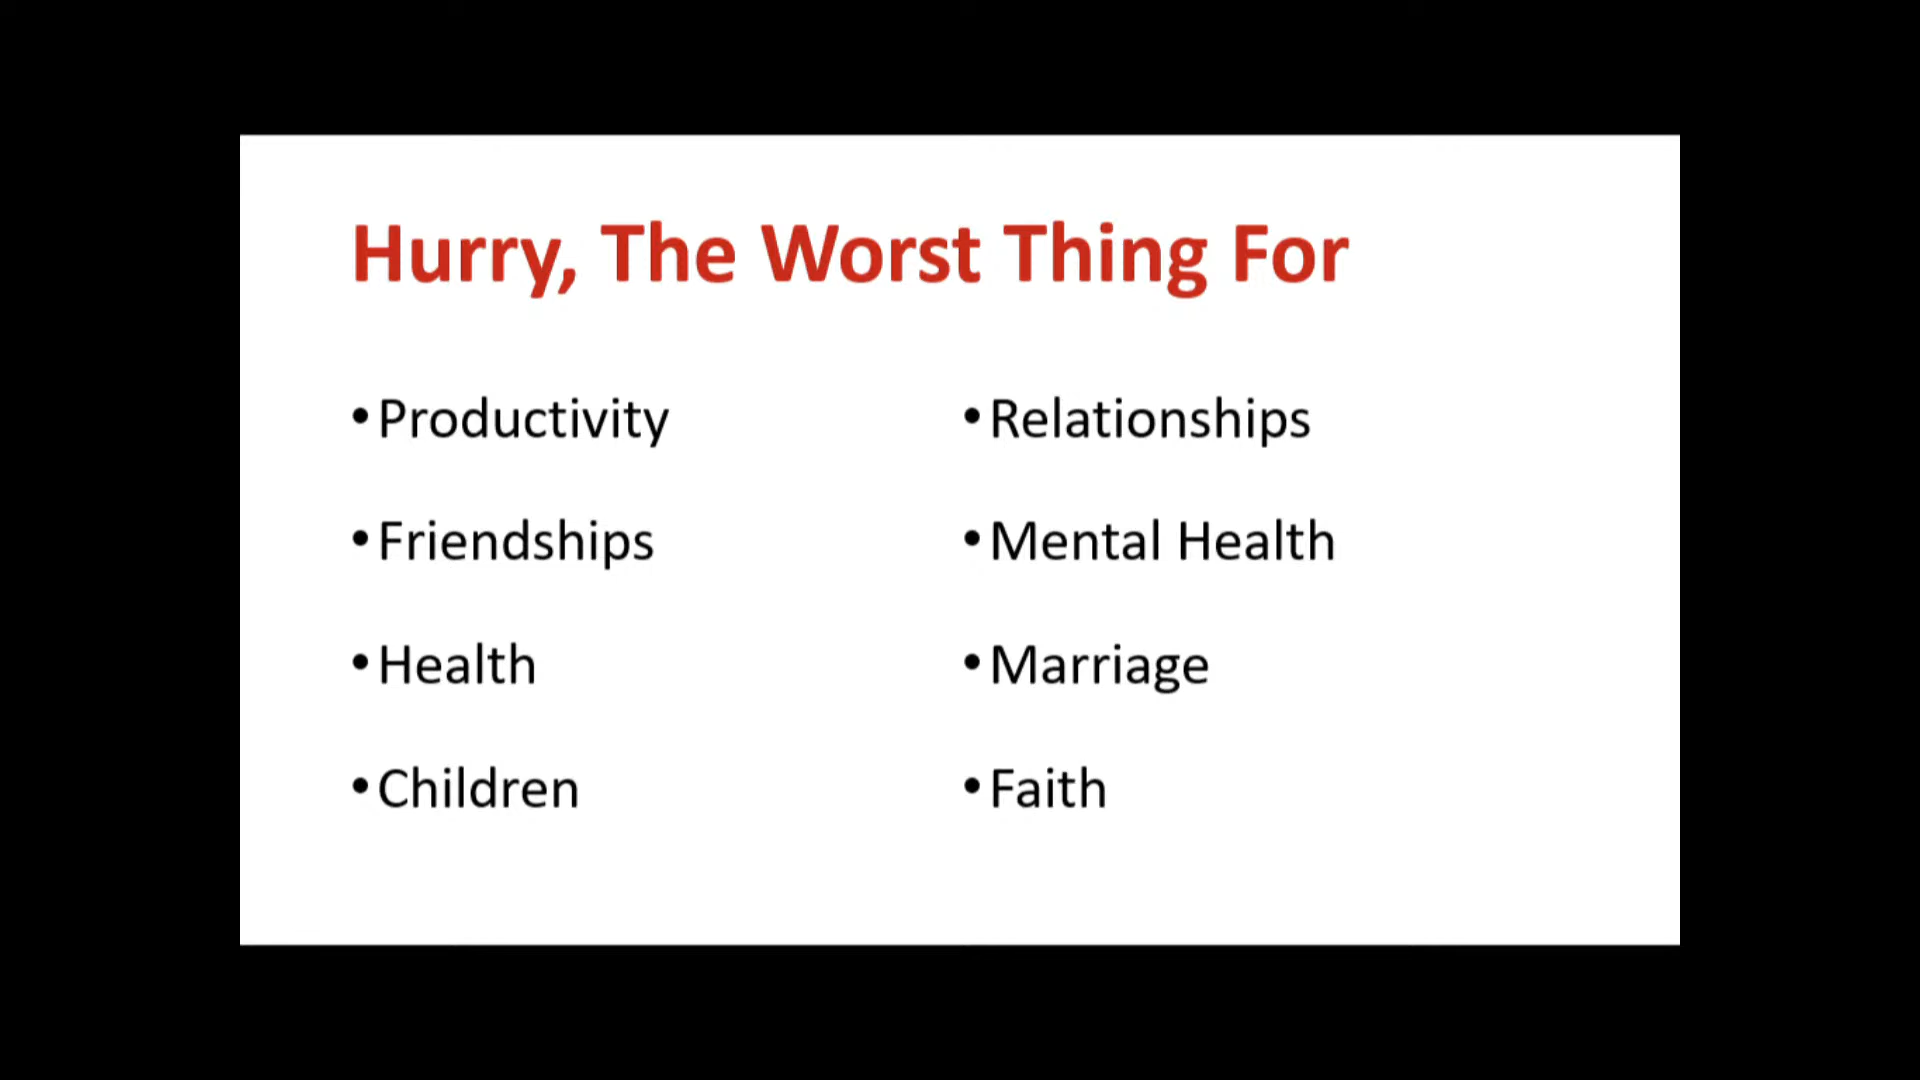 Hurry, The Worst Thing For
•Productivity
•Friendships
•Health
•Children
•Relationships
•Mental Health
•Marriage
•Faith